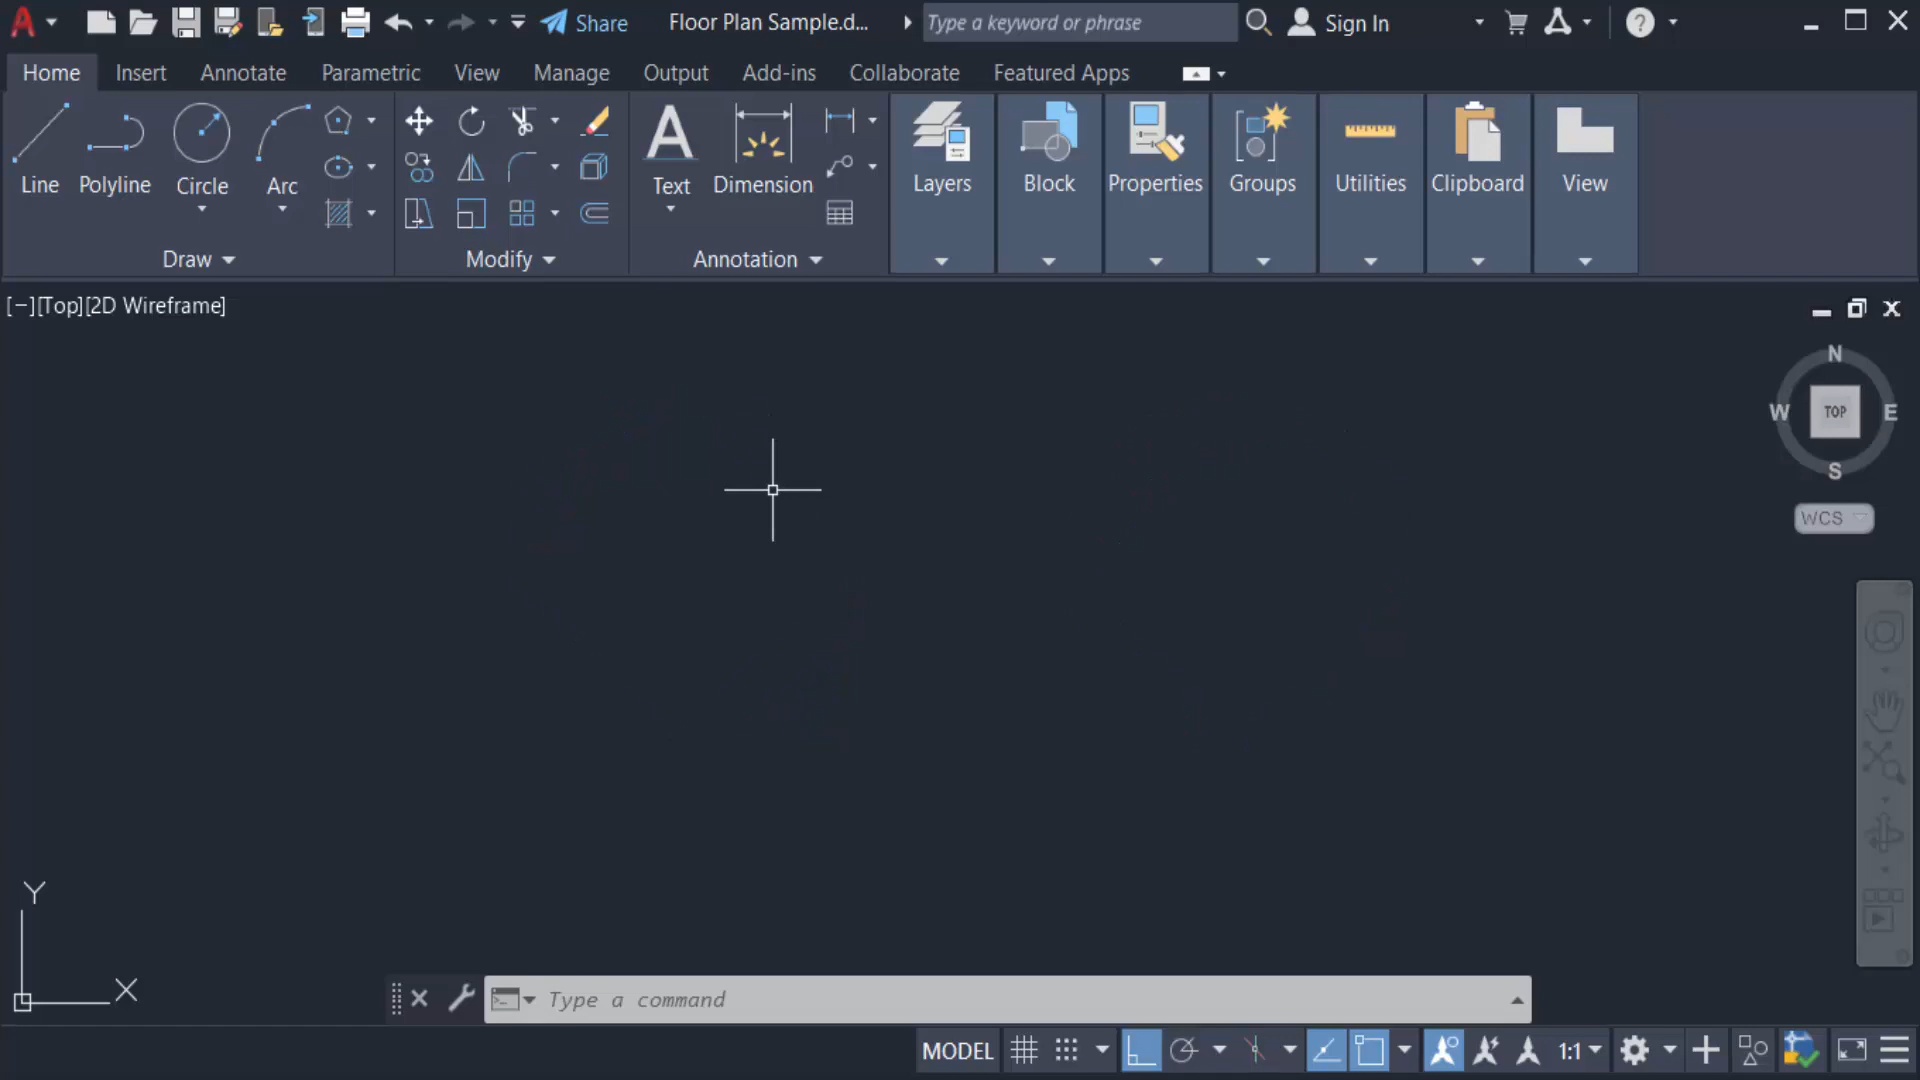 Share Floor Plan Sample.d... Type a keyword or phrase Sign In
Home Insert Annotate Parametric View Manage Output Add-ins Collaborate Featured Apps
Line Polyline Circle Arc Text Dimension Layers Block Properties Groups Utilities Clipboard View
Draw Modify Annotation
[−][Top][2D Wireframe]
N
W TOP E
S
WCS
Y
X
Type a command
MODEL 1:1